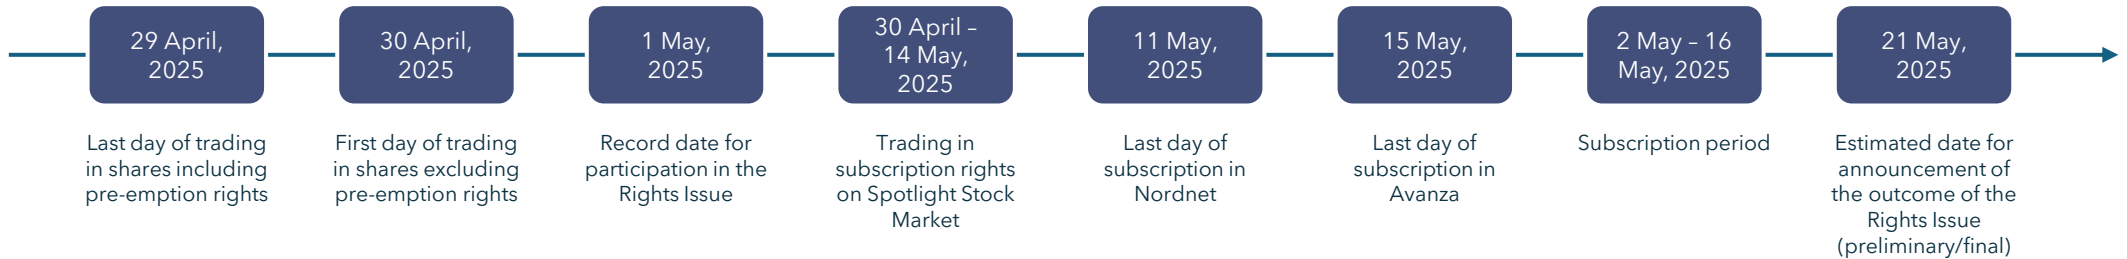 29 April,
2025
Last day of trading
in shares including
pre-emption rights
30 April,
2025
First day of trading
in shares excluding
pre-emption rights
1 May,
2025
Record date for
participation in the
Rights Issue
30 April –
14 May,
2025
Trading in
subscription rights
on Spotlight Stock
Market
11 May,
2025
Last day of
subscription in
Nordnet
15 May,
2025
Last day of
subscription in
Avanza
2 May – 16
May, 2025
Subscription period
21 May,
2025
Estimated date for
announcement of
the outcome of the
Rights Issue
(preliminary/final)